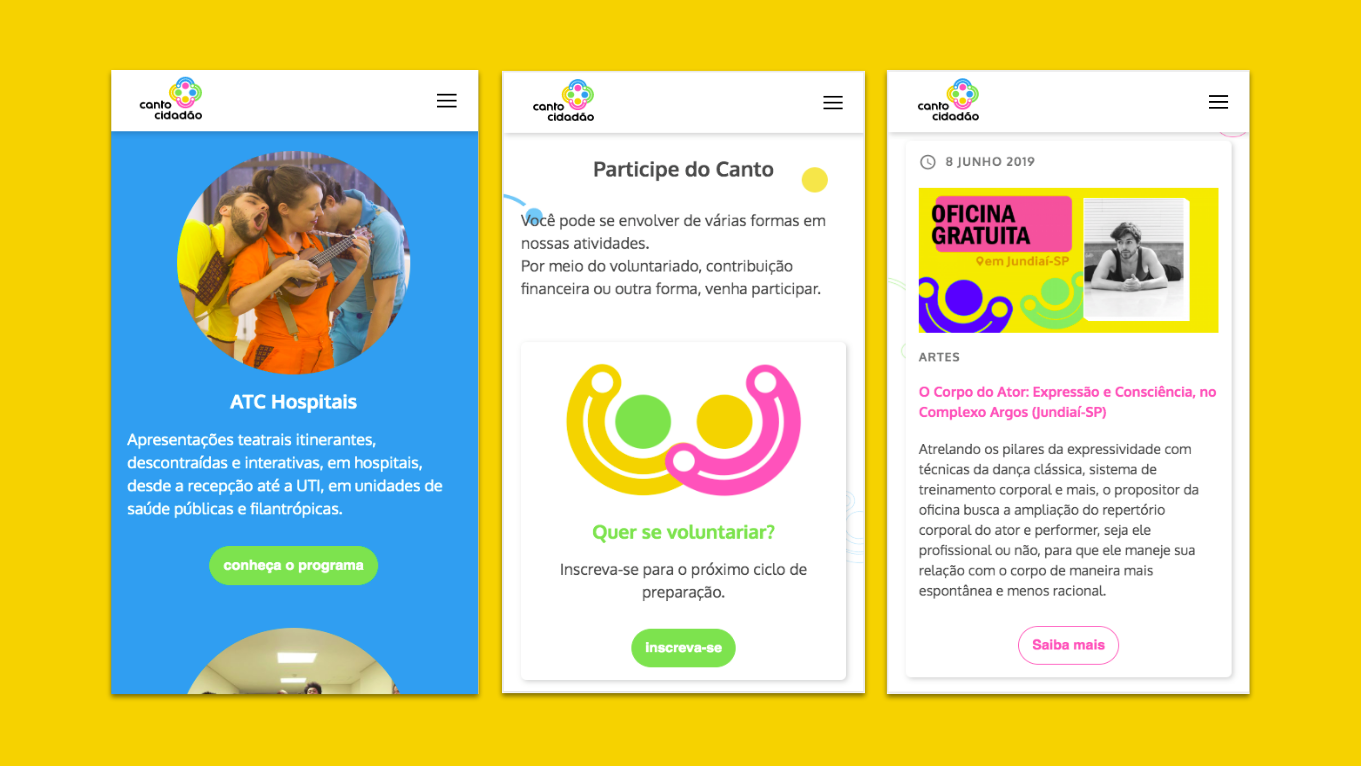 canto
cidadão
ATC Hospitais
Apresentações teatrais itinerantes,
descontraídas e interativas, em hospitais,
desde a recepção até a UTI, em unidades de
saúde públicas e filantrópicas.
conheça o programa
canto
cidadão
Participe do Canto
Você pode se envolver de várias formas em
nossas atividades.
Por meio do voluntariado, contribuição
financeira ou outra forma, venha participar.
Quer se voluntariar?
Inscreva-se para o próximo ciclo de
preparação.
inscreva-se
canto
cidadão
8 JUNHO 2019
OFICINA
GRATUITA
em Jundiaí-SP
ARTES
O Corpo do Ator: Expressão e Consciência, no
Complexo Argos (Jundiaí-SP)
Atrelando os pilares da expressividade com
técnicas da dança clássica, sistema de
treinamento corporal e mais, o propositor da
oficina busca a ampliação do repertório
corporal do ator e performer, seja ele
profissional ou não, para que ele maneje sua
relação com o corpo de maneira mais
espontânea e menos racional.
Saiba mais